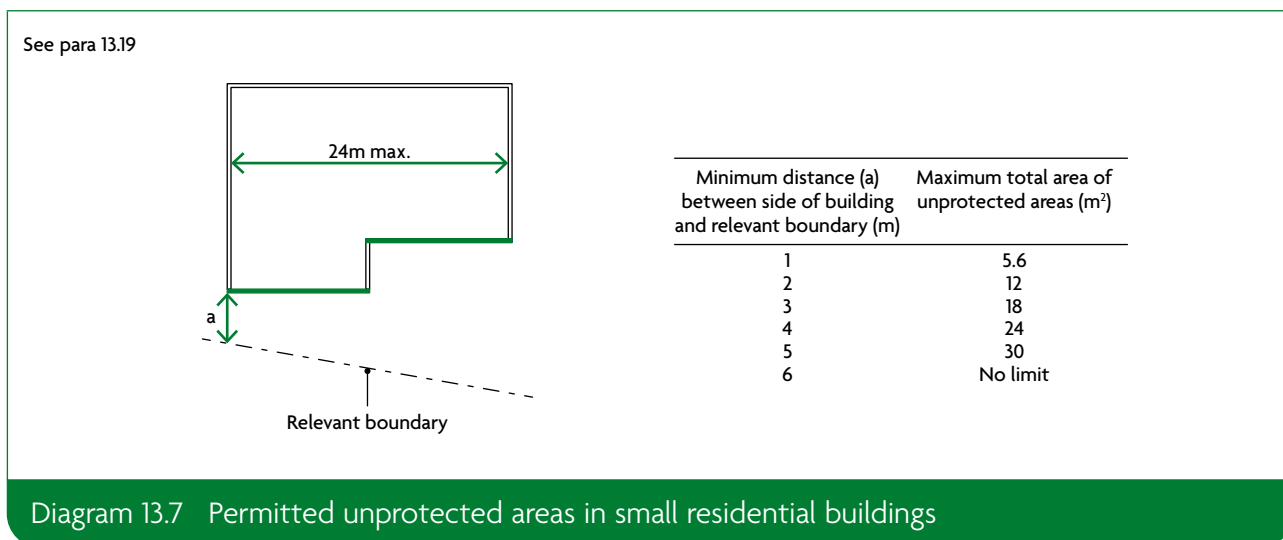 See para 13.19
24m max.
a
Relevant boundary
Minimum distance (a) between side of building and relevant boundary (m)
Maximum total area of unprotected areas (m²)
1 5.6
2 12
3 18
4 24
5 30
6 No limit
Diagram 13.7 Permitted unprotected areas in small residential buildings